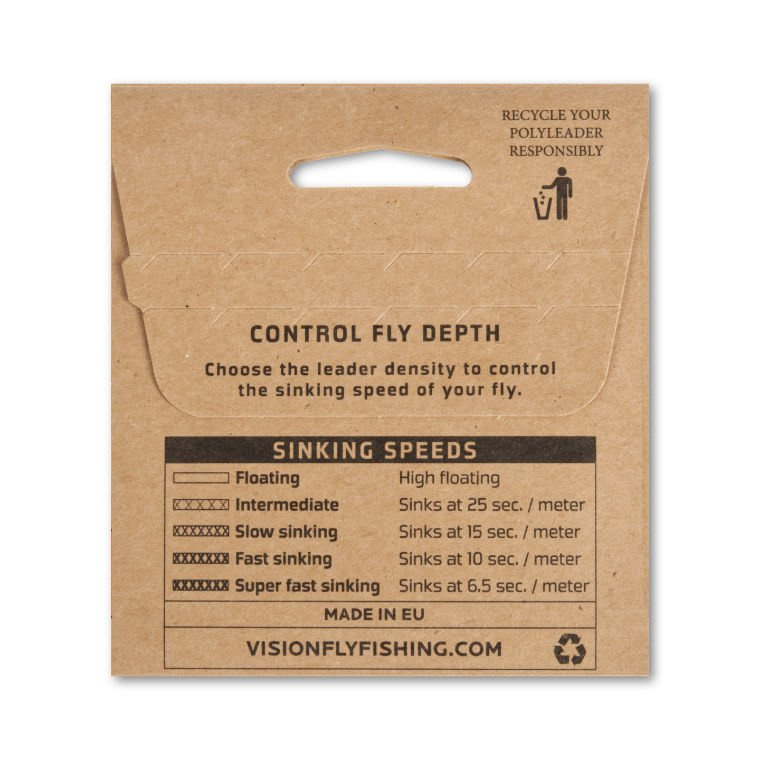 RECYCLE YOUR
POLYLEADER
RESPONSIBLY
CONTROL FLY DEPTH
Choose the leader density to control
the sinking speed of your fly.
SINKING SPEEDS
Floating High floating
Intermediate Sinks at 25 sec. / meter
Slow sinking Sinks at 15 sec. / meter
Fast sinking Sinks at 10 sec. / meter
Super fast sinking Sinks at 6.5 sec. / meter
MADE IN EU
VISIONFLYFISHING.COM